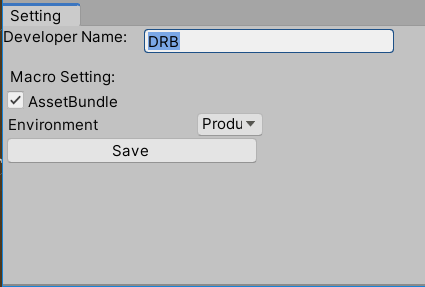 Setting
Developer Name: DRB
Macro Setting:
AssetBundle
Environment Produ
Save